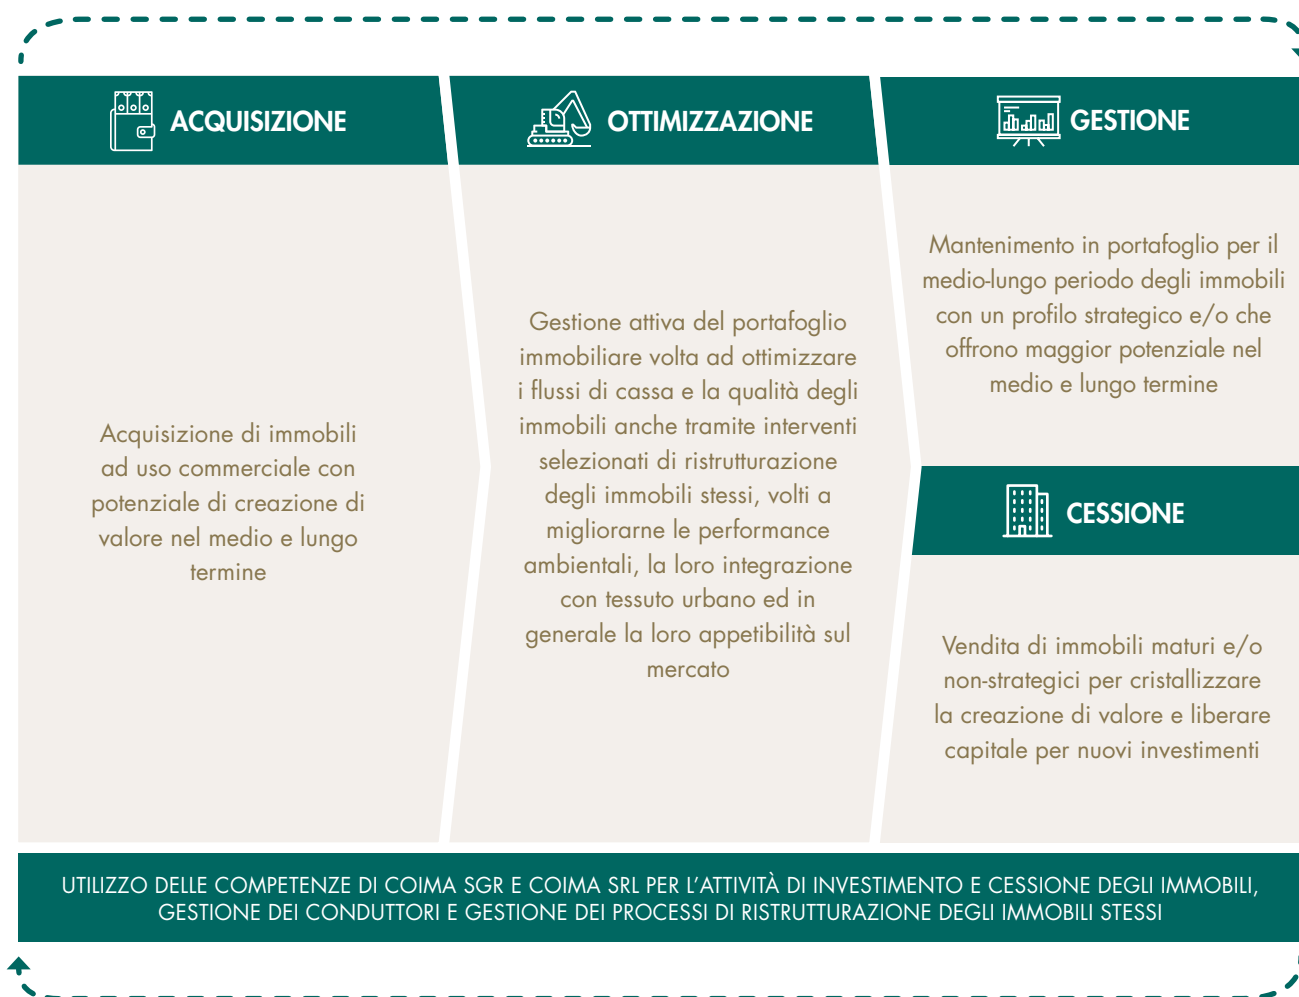 ACQUISIZIONE
Acquisizione di immobili
ad uso commerciale con
potenziale di creazione di
valore nel medio e lungo
termine
OTTIMIZZAZIONE
Gestione attiva del portafoglio
immobiliare volta ad ottimizzare
i flussi di cassa e la qualità degli
immobili anche tramite interventi
selezionati di ristrutturazione
degli immobili stessi, volti a
migliorarne le performance
ambientali, la loro integrazione
con tessuto urbano ed in
generale la loro appetibilità sul
mercato
GESTIONE
Mantenimento in portafoglio per il
medio-lungo periodo degli immobili
con un profilo strategico e/o che
offrono maggior potenziale nel
medio e lungo termine
CESSIONE
Vendita di immobili maturi e/o
non-strategici per cristallizzare
la creazione di valore e liberare
capitale per nuovi investimenti
UTILIZZO DELLE COMPETENZE DI COIMA SGR E COIMA SRL PER L’ATTIVITÀ DI INVESTIMENTO E CESSIONE DEGLI IMMOBILI,
GESTIONE DEI CONDUTTORI E GESTIONE DEI PROCESSI DI RISTRUTTURAZIONE DEGLI IMMOBILI STESSI